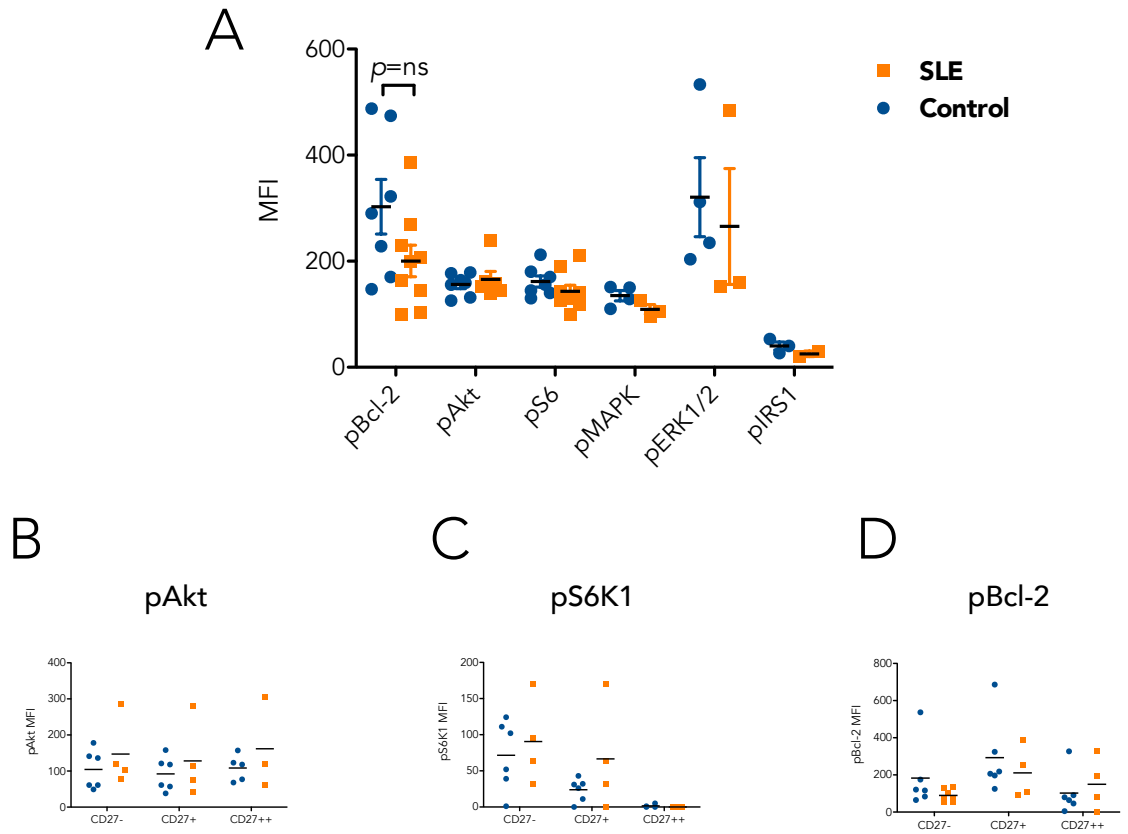 A
SLE
Control
600
400
200
0
MFI
p=ns
pBcl-2
pAkt
pS6
pMAPK
pERK1/2
pIRS1
B
pAkt
400
300
200
100
0
pAkt MFI
CD27-
CD27+
CD27++
C
pS6K1
200
150
100
50
0
pS6K1 MFI
CD27-
CD27+
CD27++
D
pBcl-2
800
600
400
200
0
pBcl-2 MFI
CD27-
CD27+
CD27++